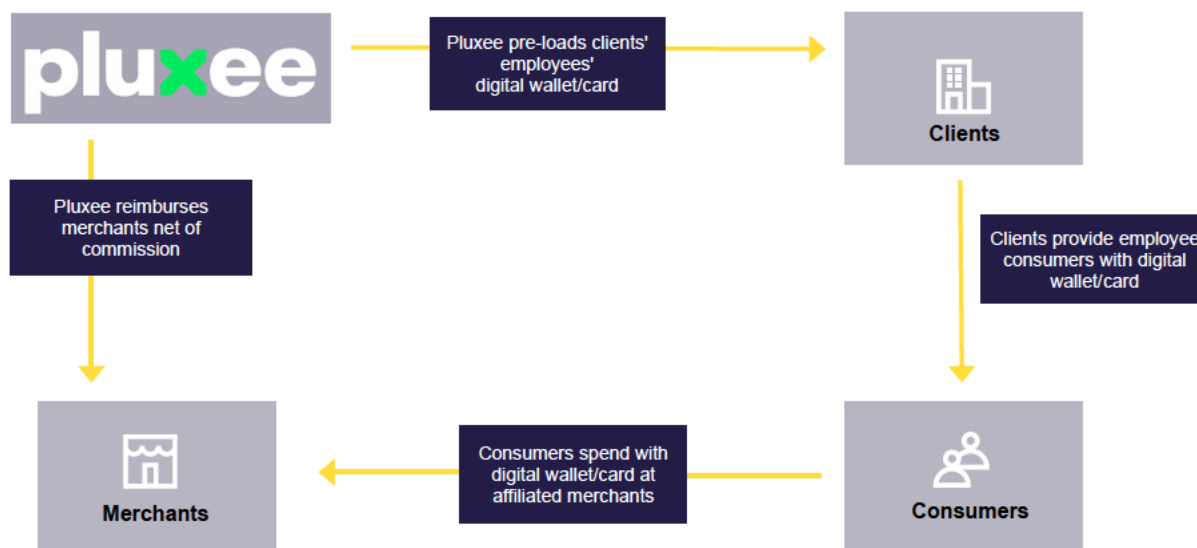 pluxee
Pluxee pre-loads clients'
employees'
digital wallet/card
Clients
Pluxee reimburses
merchants net of
commission
Clients provide employee
consumers with digital
wallet/card
Merchants
Consumers spend with
digital wallet/card at
affiliated merchants
Consumers